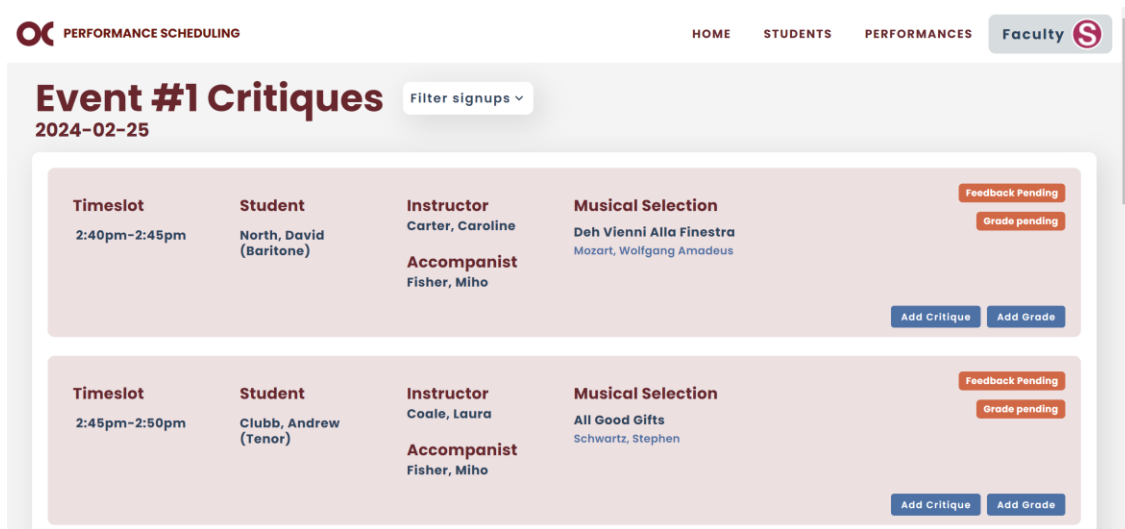 OC PERFORMANCE SCHEDULING
HOME STUDENTS PERFORMANCES Faculty S
Event #1 Critiques
Filter signups
2024-02-25
Timeslot
2:40pm-2:45pm
Student
North, David
(Baritone)
Instructor
Carter, Caroline
Accompanist
Fisher, Miho
Musical Selection
Deh Vienni Alla Finestra
Mozart, Wolfgang Amadeus
Feedback Pending
Grade pending
Add Critique Add Grade
Timeslot
2:45pm-2:50pm
Student
Clubb, Andrew
(Tenor)
Instructor
Coale, Laura
Accompanist
Fisher, Miho
Musical Selection
All Good Gifts
Schwartz, Stephen
Feedback Pending
Grade pending
Add Critique Add Grade